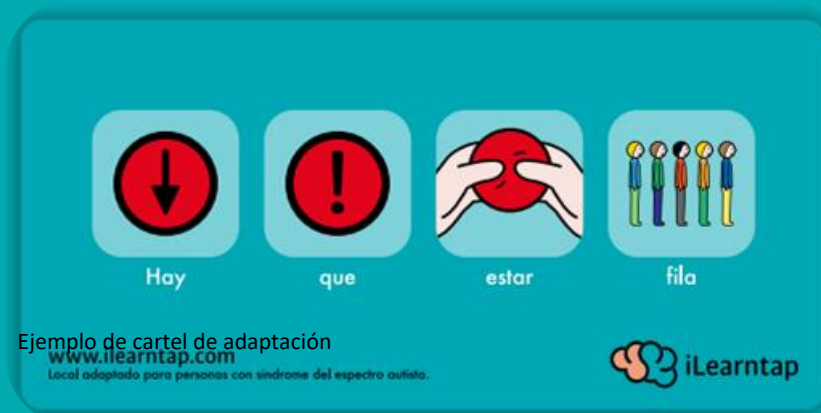 Hay que estar fila
Ejemplo de cartel de adaptación
www.ilearntap.com
Local adaptado para personas con sindrome del espectro autista.
iLearntap